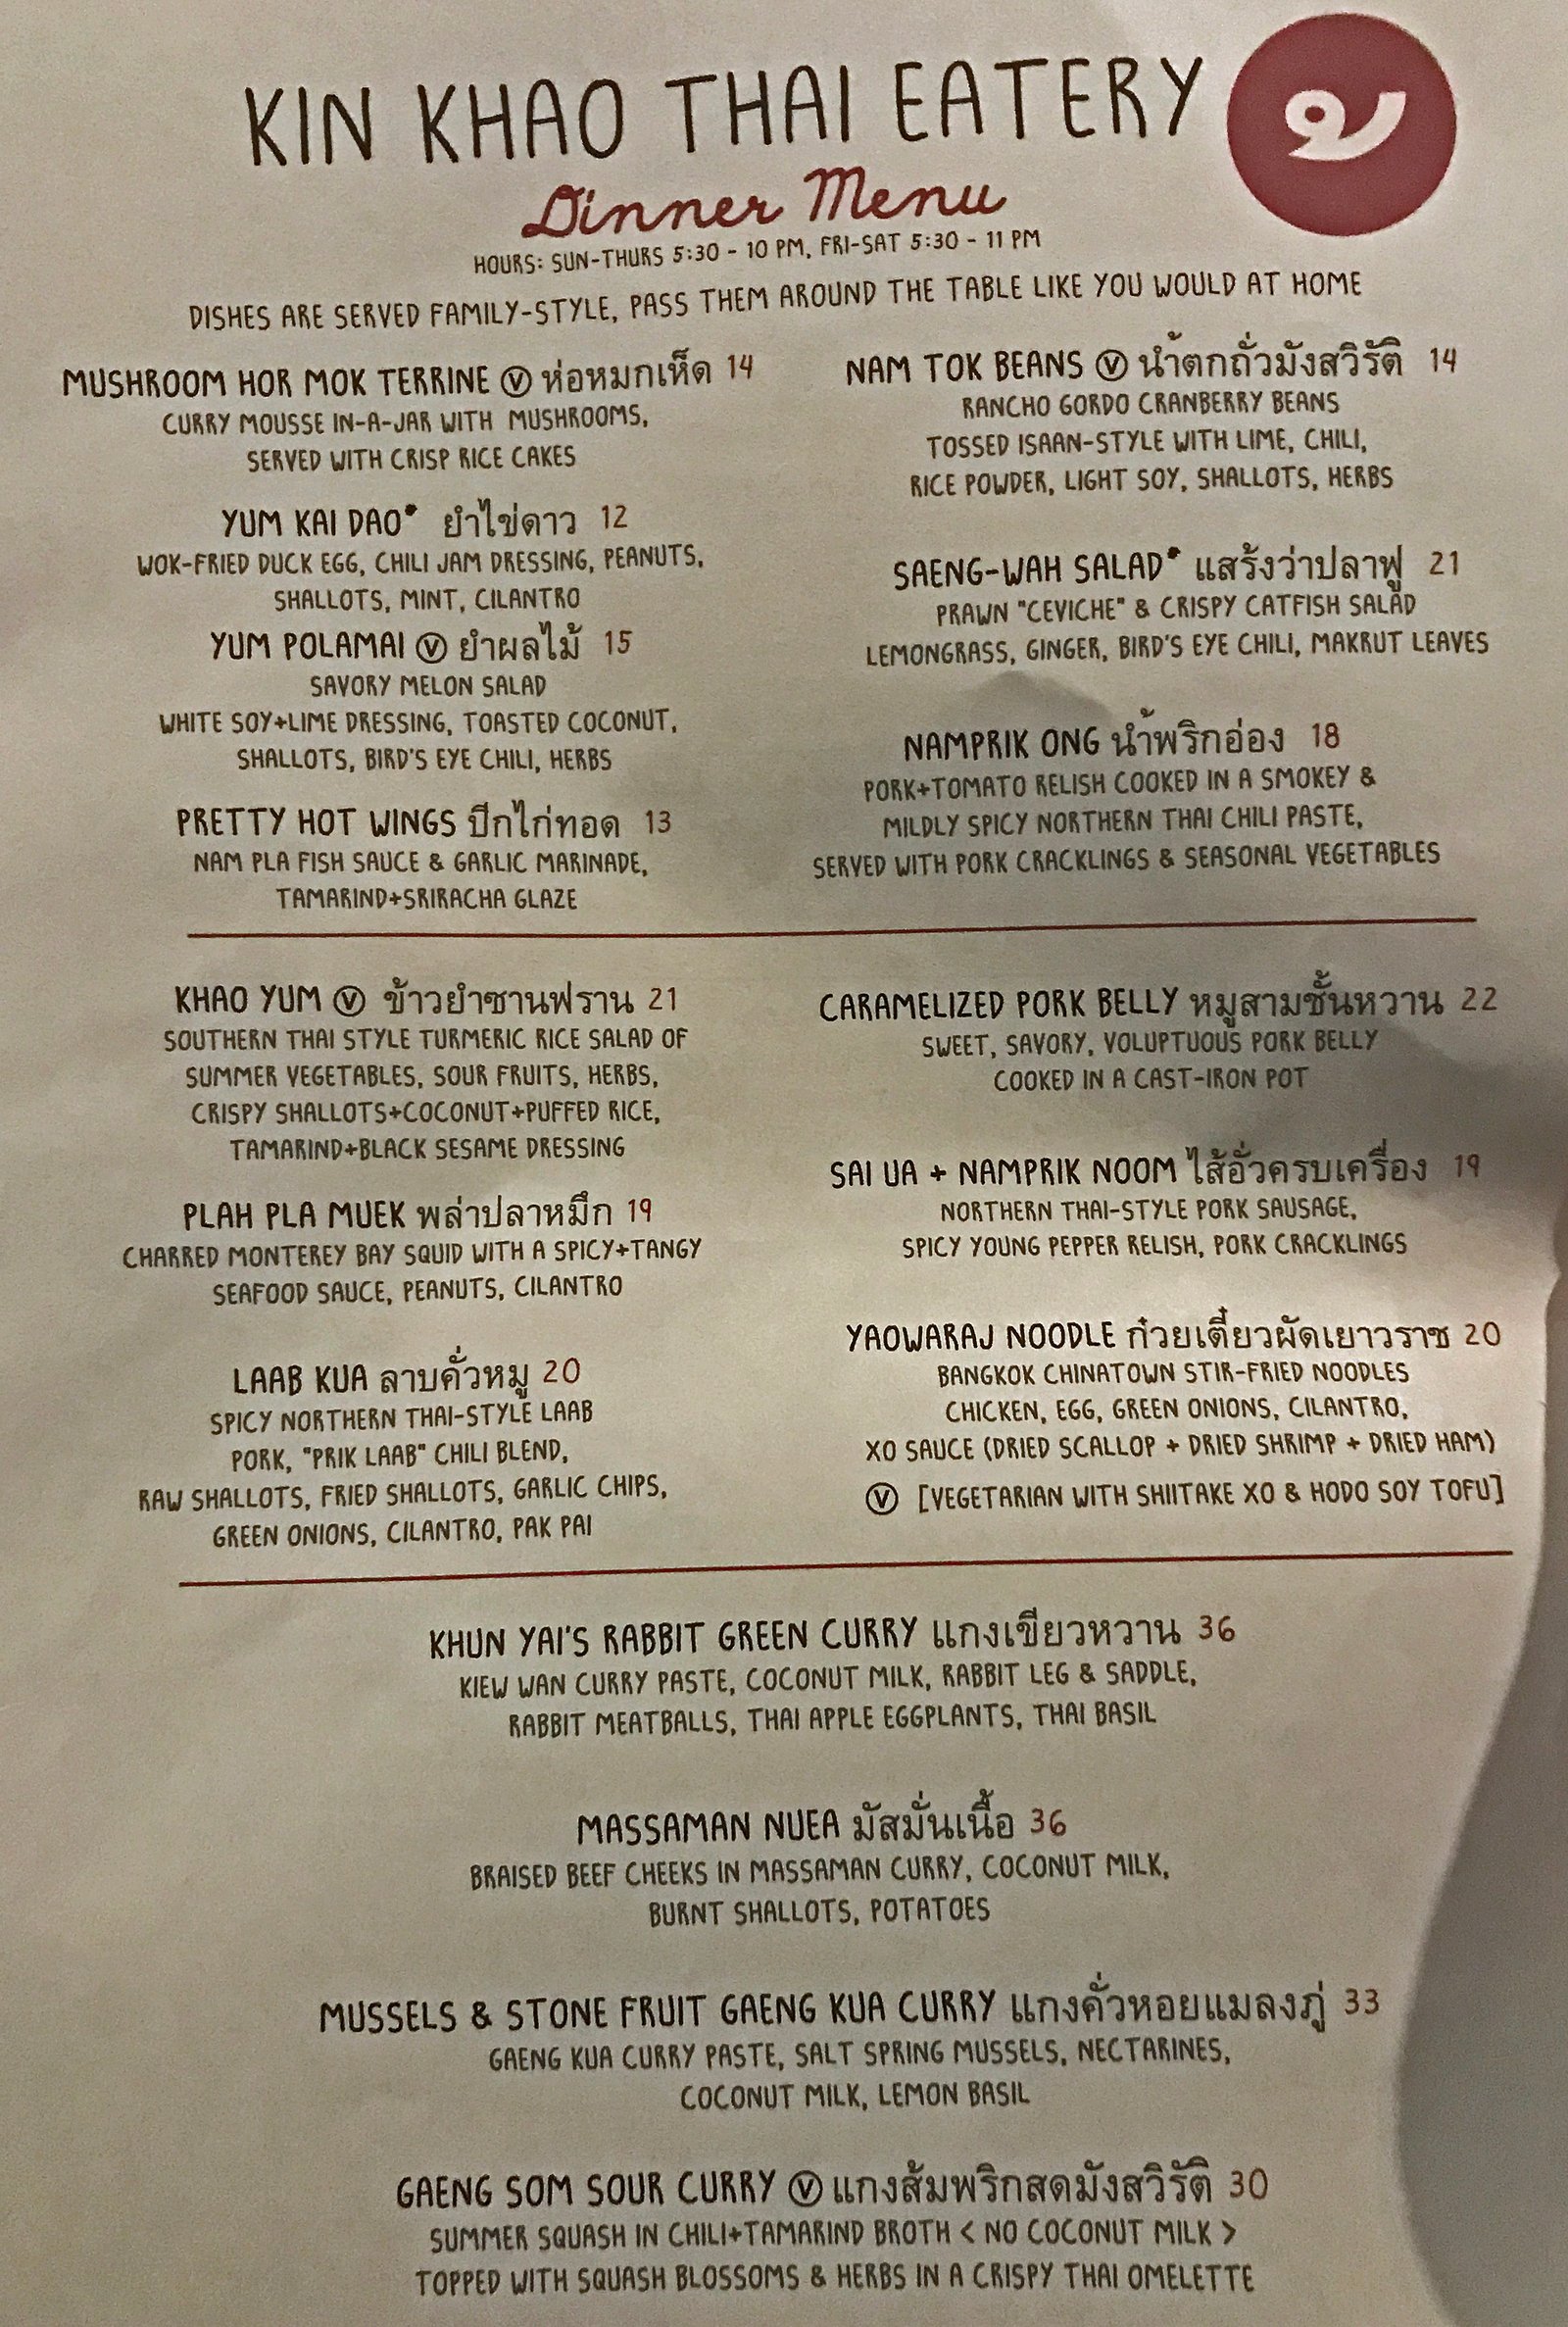 KIN KHAO THAI EATERY
Dinner Menu
HOURS: SUN-THURS 5:30 - 10 PM, FRI-SAT 5:30 - 11 PM
DISHES ARE SERVED FAMILY-STYLE, PASS THEM AROUND THE TABLE LIKE YOU WOULD AT HOME
MUSHROOM HOR MOK TERRINE Ⓥ ห่อหมกเห็ด 14
CURRY MOUSSE IN-A-JAR WITH MUSHROOMS,
SERVED WITH CRISP RICE CAKES
YUM KAI DAO* ยำไข่ดาว 12
WOK-FRIED DUCK EGG, CHILI JAM DRESSING, PEANUTS,
SHALLOTS, MINT, CILANTRO
YUM POLAMAI Ⓥ ยำผลไม้ 15
SAVORY MELON SALAD
WHITE SOY+LIME DRESSING, TOASTED COCONUT,
SHALLOTS, BIRD'S EYE CHILI, HERBS
PRETTY HOT WINGS ปีกไก่ทอด 13
NAM PLA FISH SAUCE & GARLIC MARINADE,
TAMARIND+SRIRACHA GLAZE
NAM TOK BEANS Ⓥ น้ำตกถั่วมังสวิรัติ 14
RANCHO GORDO CRANBERRY BEANS
TOSSED ISAAN-STYLE WITH LIME, CHILI,
RICE POWDER, LIGHT SOY, SHALLOTS, HERBS
SAENG-WAH SALAD* แสร้งว่าปลาฟู 21
PRAWN "CEVICHE" & CRISPY CATFISH SALAD
LEMONGRASS, GINGER, BIRD'S EYE CHILI, MAKRUT LEAVES
NAMPRIK ONG น้ำพริกอ่อง 18
PORK+TOMATO RELISH COOKED IN A SMOKEY &
MILDLY SPICY NORTHERN THAI CHILI PASTE,
SERVED WITH PORK CRACKLINGS & SEASONAL VEGETABLES
KHAO YUM Ⓥ ข้าวยำซานฟราน 21
SOUTHERN THAI STYLE TURMERIC RICE SALAD OF
SUMMER VEGETABLES, SOUR FRUITS, HERBS,
CRISPY SHALLOTS+COCONUT+PUFFED RICE,
TAMARIND+BLACK SESAME DRESSING
PLAH PLA MUEK พล่าปลาหมึก 19
CHARRED MONTEREY BAY SQUID WITH A SPICY+TANGY
SEAFOOD SAUCE, PEANUTS, CILANTRO
LAAB KUA ลาบคั่วหมู 20
SPICY NORTHERN THAI-STYLE LAAB
PORK, "PRIK LAAB" CHILI BLEND,
RAW SHALLOTS, FRIED SHALLOTS, GARLIC CHIPS,
GREEN ONIONS, CILANTRO, PAK PAI
CARAMELIZED PORK BELLY หมูสามชั้นหวาน 22
SWEET, SAVORY, VOLUPTUOUS PORK BELLY
COOKED IN A CAST-IRON POT
SAI UA + NAMPRIK NOOM ไส้อั่วครบเครื่อง 19
NORTHERN THAI-STYLE PORK SAUSAGE,
SPICY YOUNG PEPPER RELISH, PORK CRACKLINGS
YAOWARAJ NOODLE ก๋วยเตี๋ยวผัดเยาวราช 20
BANGKOK CHINATOWN STIR-FRIED NOODLES
CHICKEN, EGG, GREEN ONIONS, CILANTRO,
XO SAUCE (DRIED SCALLOP + DRIED SHRIMP + DRIED HAM)
Ⓥ [VEGETARIAN WITH SHIITAKE XO & HODO SOY TOFU]
KHUN YAI'S RABBIT GREEN CURRY แกงเขียวหวาน 36
KIEW WAN CURRY PASTE, COCONUT MILK, RABBIT LEG & SADDLE,
RABBIT MEATBALLS, THAI APPLE EGGPLANTS, THAI BASIL
MASSAMAN NUEA มัสมั่นเนื้อ 36
BRAISED BEEF CHEEKS IN MASSAMAN CURRY, COCONUT MILK,
BURNT SHALLOTS, POTATOES
MUSSELS & STONE FRUIT GAENG KUA CURRY แกงคั่วหอยแมลงภู่ 33
GAENG KUA CURRY PASTE, SALT SPRING MUSSELS, NECTARINES,
COCONUT MILK, LEMON BASIL
GAENG SOM SOUR CURRY Ⓥ แกงส้มพริกสดมังสวิรัติ 30
SUMMER SQUASH IN CHILI+TAMARIND BROTH < NO COCONUT MILK >
TOPPED WITH SQUASH BLOSSOMS & HERBS IN A CRISPY THAI OMELETTE